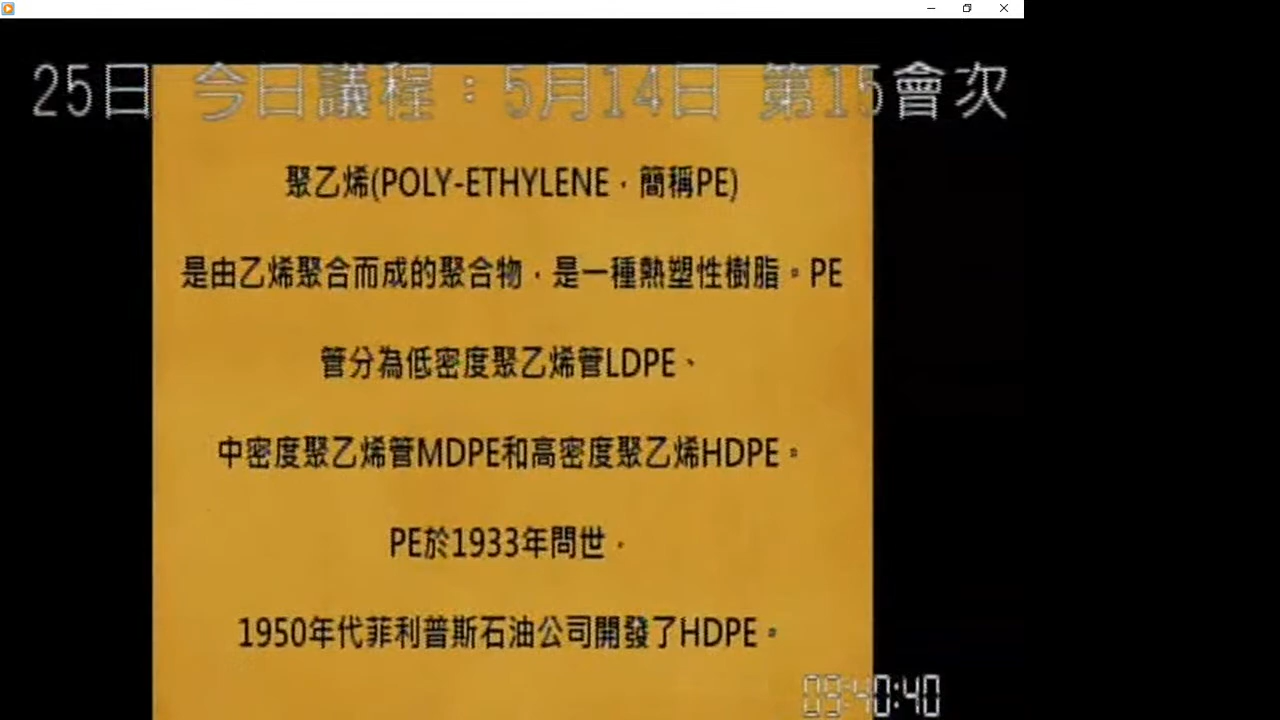 25日 今日議程：5月14日 第15會次
聚乙烯(POLY-ETHYLENE，簡稱PE)
是由乙烯聚合而成的聚合物，是一種熱塑性樹脂。PE
管分為低密度聚乙烯管LDPE、
中密度聚乙烯管MDPE和高密度聚乙烯HDPE。
PE於1933年問世，
1950年代菲利普斯石油公司開發了HDPE。
09:40:40